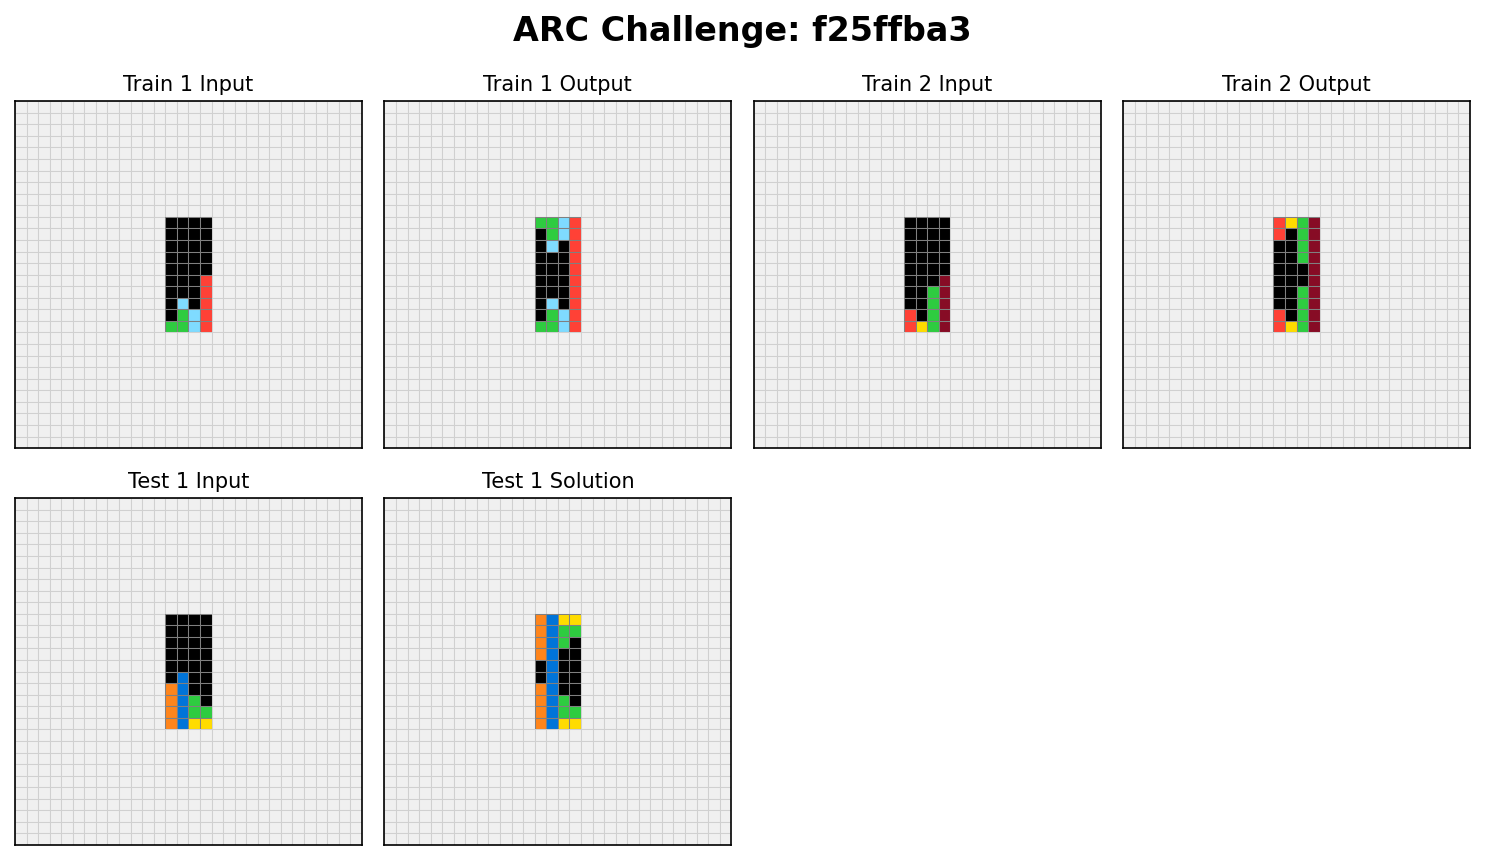 ARC Challenge: f25ffba3
Train 1 Input
Train 1 Output
Train 2 Input
Train 2 Output
Test 1 Input
Test 1 Solution